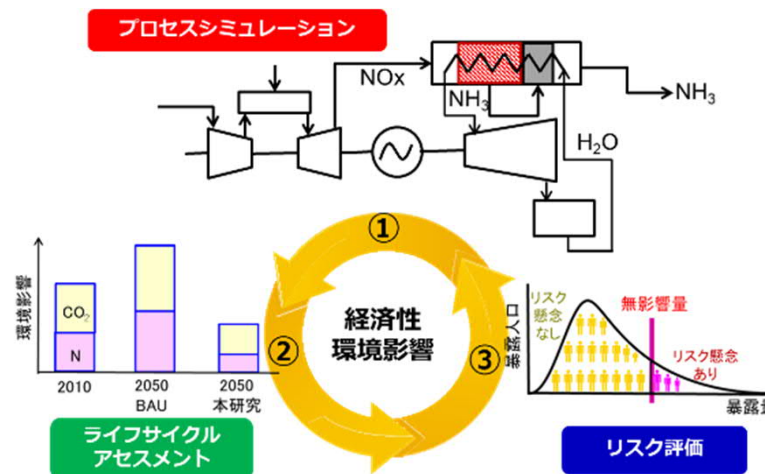 プロセスシミュレーション
NOx
NH₃
NH₃
H₂O
①
②
③
経済性
環境影響
環境影響
CO₂
N
2010
2050
BAU
2050
本研究
ライフサイクル
アセスメント
暴露人口
リスク
懸念
なし
無影響量
リスク懸念
あり
暴露量
リスク評価